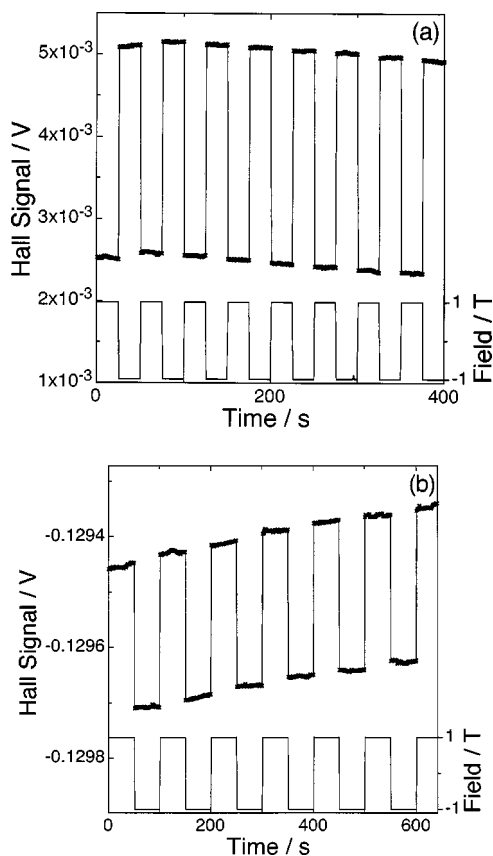 (a)
5x10-3
4x10-3
3x10-3
2x10-3
1x10-3
Hall Signal / V
1
-1
Field / T
0
200
400
Time / s
(b)
-0.1294
-0.1296
-0.1298
Hall Signal / V
1
-1
Field / T
0
200
400
600
Time / s